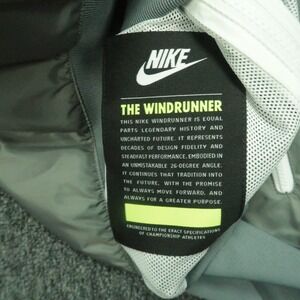 NIKE
THE WINDRUNNER
THIS NIKE WINDRUNNER IS EQUAL
PARTS LEGENDARY HISTORY AND
UNCHARTED FUTURE. IT REPRESENTS
DECADES OF DESIGN FIDELITY AND
STEADFAST PERFORMANCE. EMBODIED IN
AN UNMISTAKABLE 26-DEGREE ANGLE,
IT CONTINUES THAT TRADITION INTO
THE FUTURE, WITH THE PROMISE
TO ALWAYS MOVE FORWARD, AND
ALWAYS FOR A GREATER PURPOSE.
ENGINEERED TO THE EXACT SPECIFICATIONS
OF CHAMPIONSHIP ATHLETES